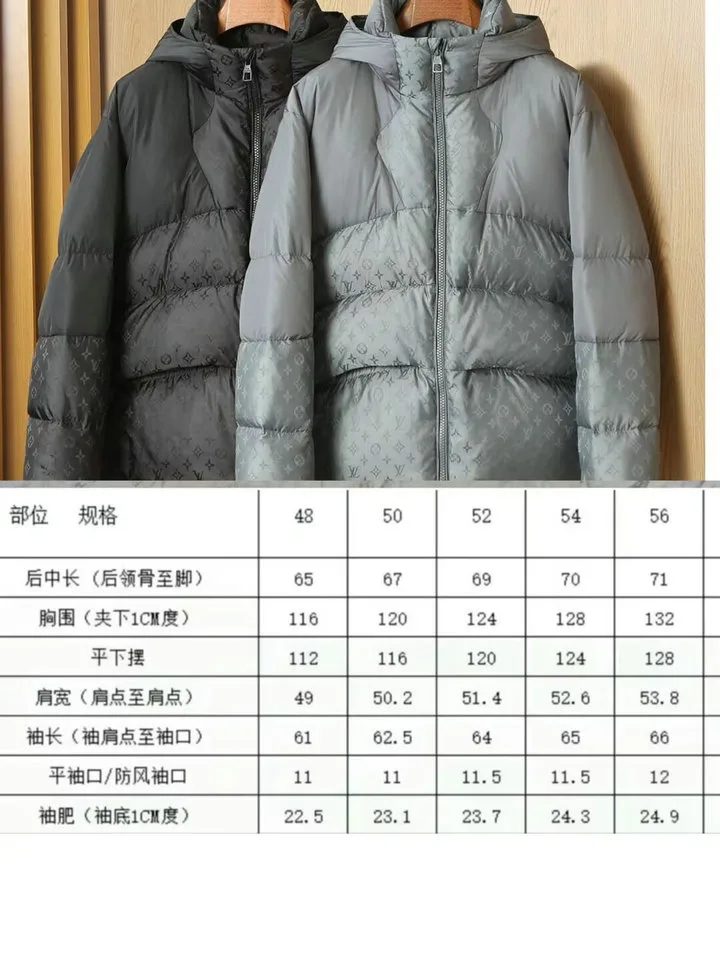 部位 规格 48 50 52 54 56
后中长（后领骨至脚） 65 67 69 70 71
胸围（夹下1CM度） 116 120 124 128 132
平下摆 112 116 120 124 128
肩宽（肩点至肩点） 49 50.2 51.4 52.6 53.8
袖长（袖肩点至袖口） 61 62.5 64 65 66
平袖口/防风袖口 11 11 11.5 11.5 12
袖肥（袖底1CM度） 22.5 23.1 23.7 24.3 24.9